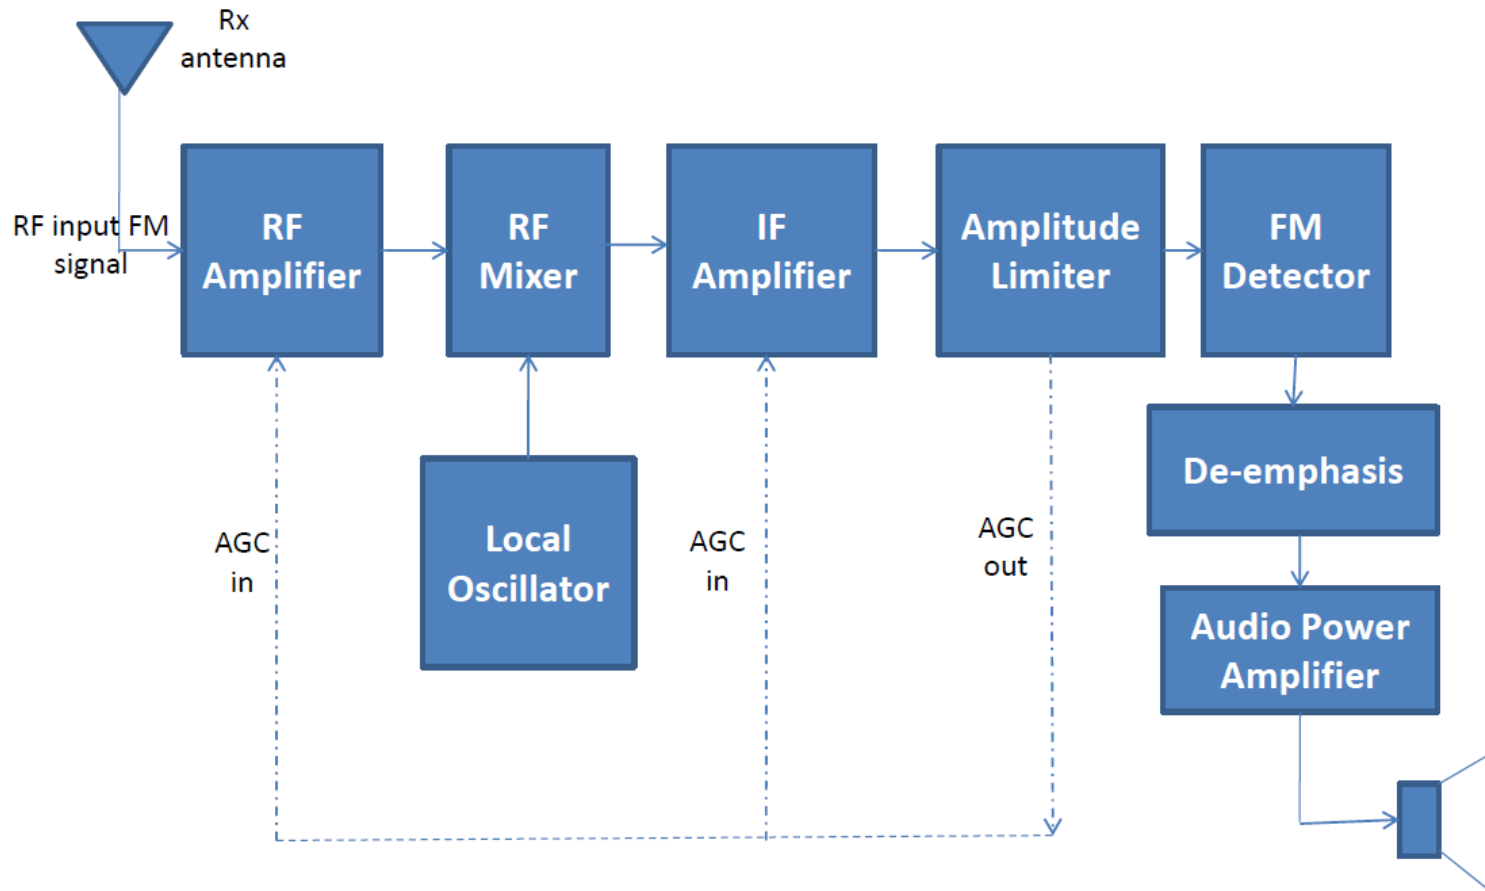 Rx
antenna
RF input FM
signal
RF
Amplifier
RF
Mixer
IF
Amplifier
Amplitude
Limiter
FM
Detector
De-emphasis
Local
Oscillator
AGC
in
AGC
in
AGC
out
Audio Power
Amplifier